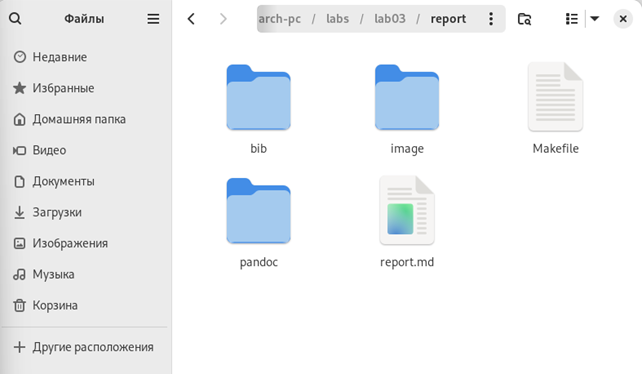 Файлы
arch-pc / labs / lab03 / report
Недавние
Избранные
Домашняя папка
Видео
Документы
Загрузки
Изображения
Музыка
Корзина
Другие расположения
bib
image
Makefile
pandoc
report.md